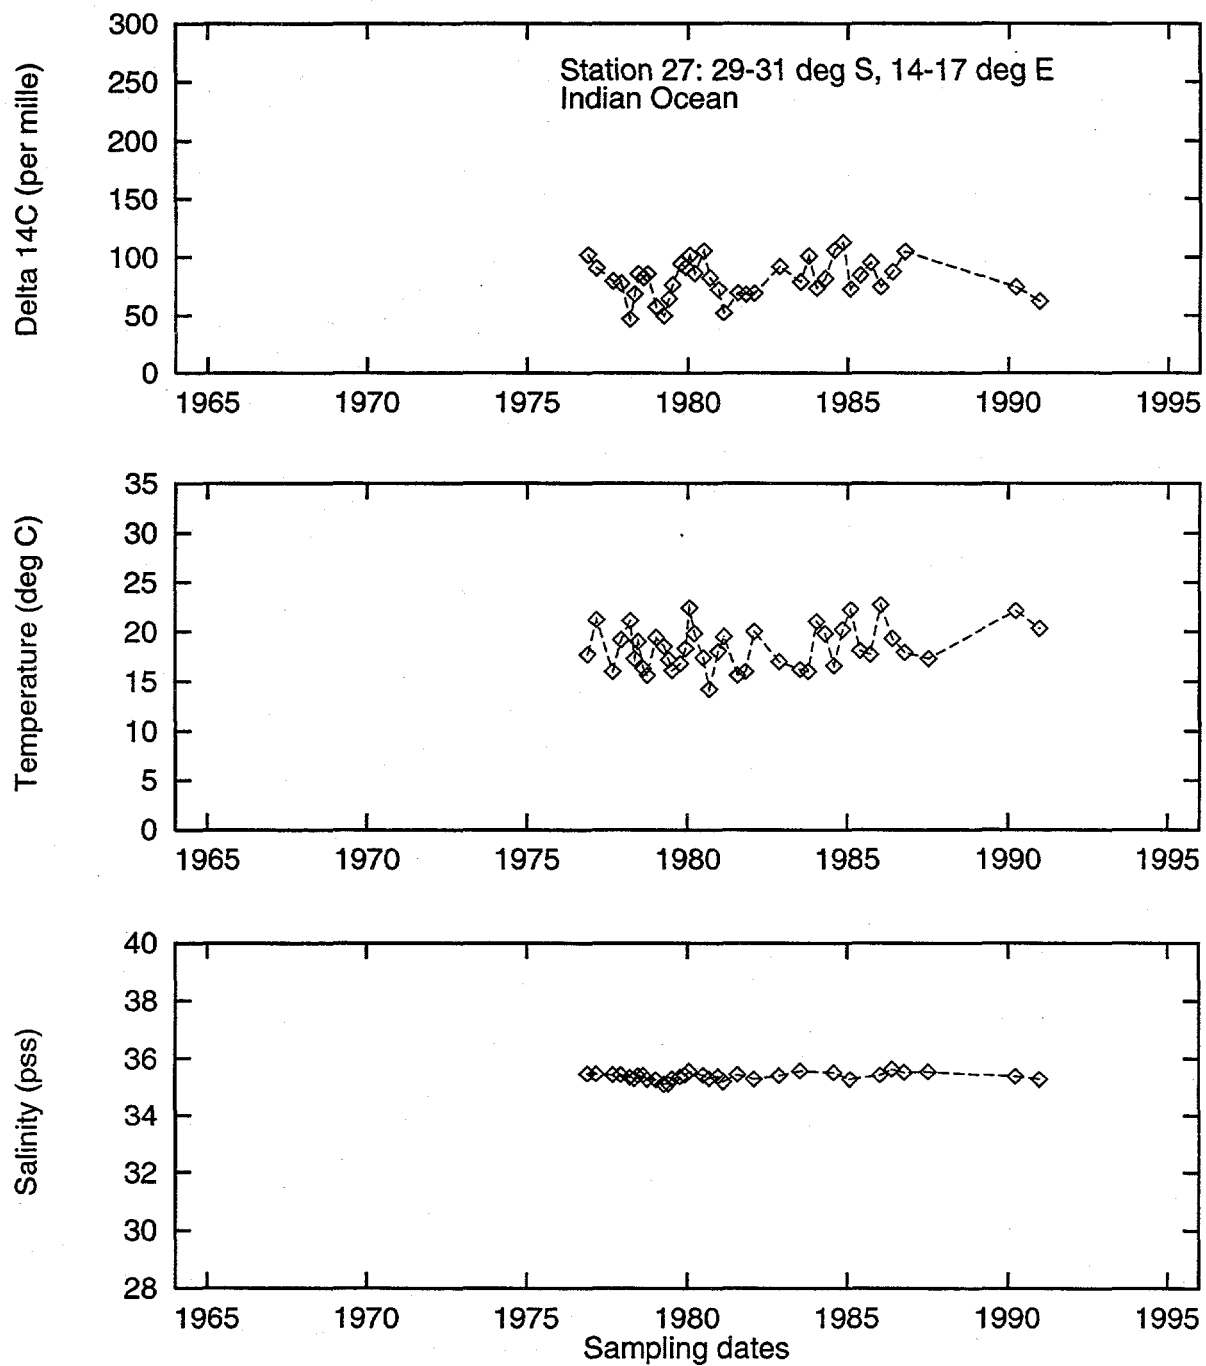 300
250
200
150
100
50
0
Delta 14C (per mille)
Station 27: 29-31 deg S, 14-17 deg E
Indian Ocean
1965 1970 1975 1980 1985 1990 1995
35
30
25
20
15
10
5
0
Temperature (deg C)
1965 1970 1975 1980 1985 1990 1995
40
38
36
34
32
30
28
Salinity (pss)
1965 1970 1975 1980 1985 1990 1995
Sampling dates